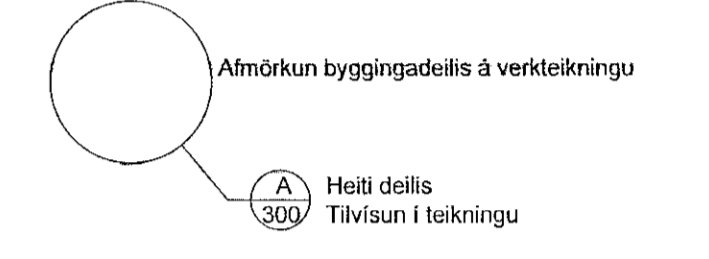 Afmörkun byggingadeilis á verkteikningu
A Heiti deilis
300 Tilvísun í teikningu